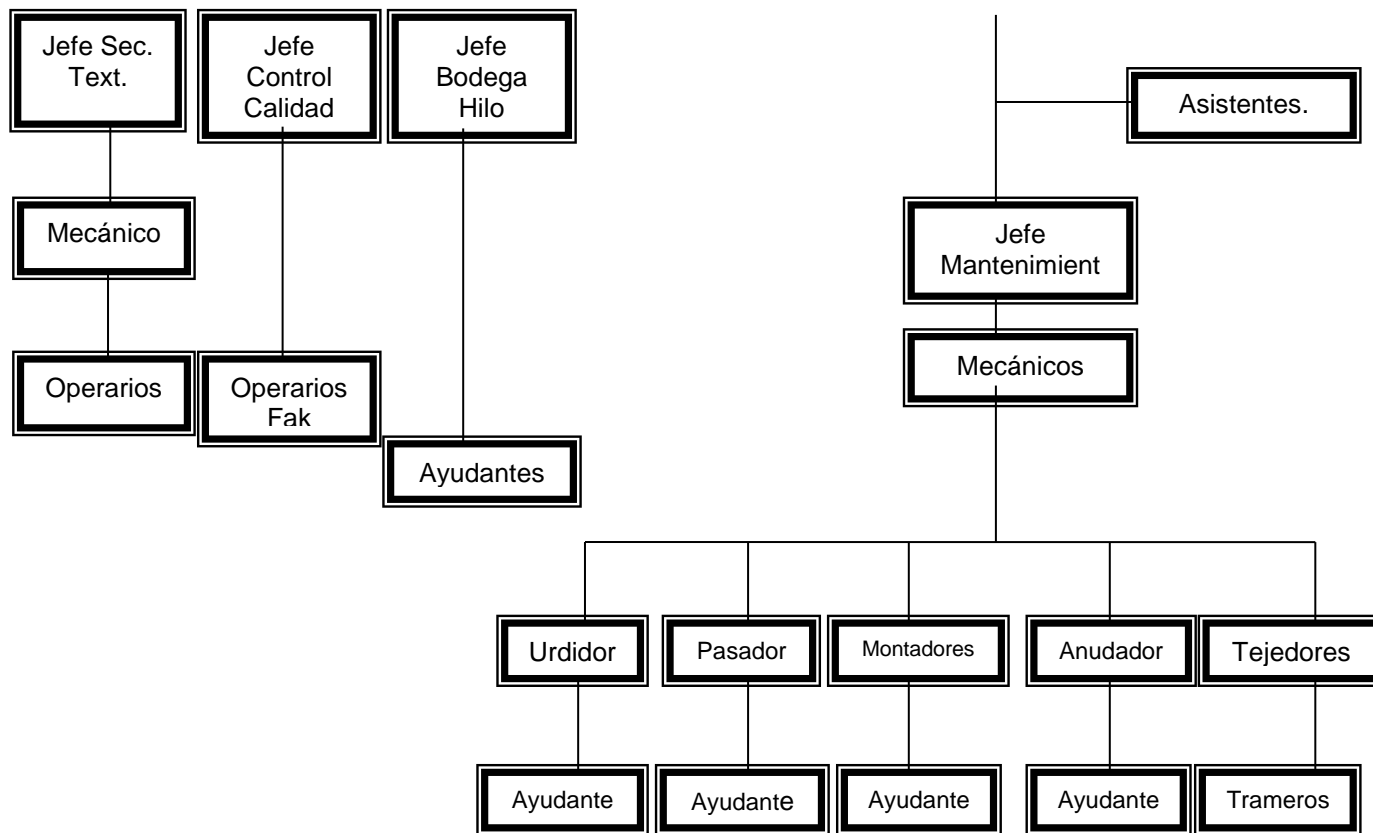 Jefe Sec.
Text.
Jefe
Control
Calidad
Jefe
Bodega
Hilo
Asistentes.
Mecánico
Jefe
Mantenimient
Operarios
Operarios
Fak
Mecánicos
Ayudantes
Urdidor
Pasador
Montadores
Anudador
Tejedores
Ayudante
Ayudante
Ayudante
Ayudante
Trameros